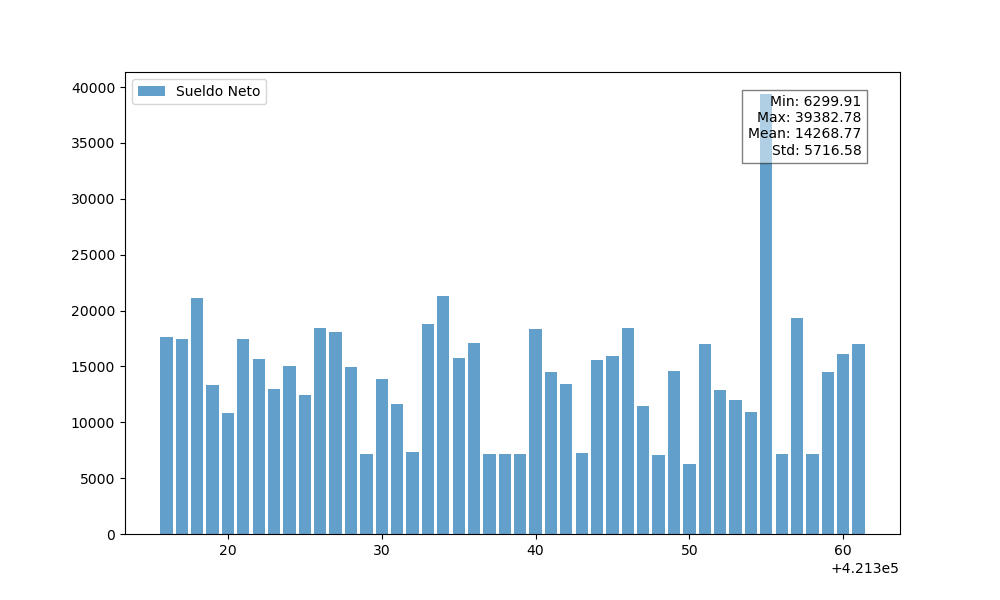 Sueldo Neto
Min: 6299.91
Max: 39382.78
Mean: 14268.77
Std: 5716.58
40000
35000
30000
25000
20000
15000
10000
5000
0
20 30 40 50 60
+4.213e5